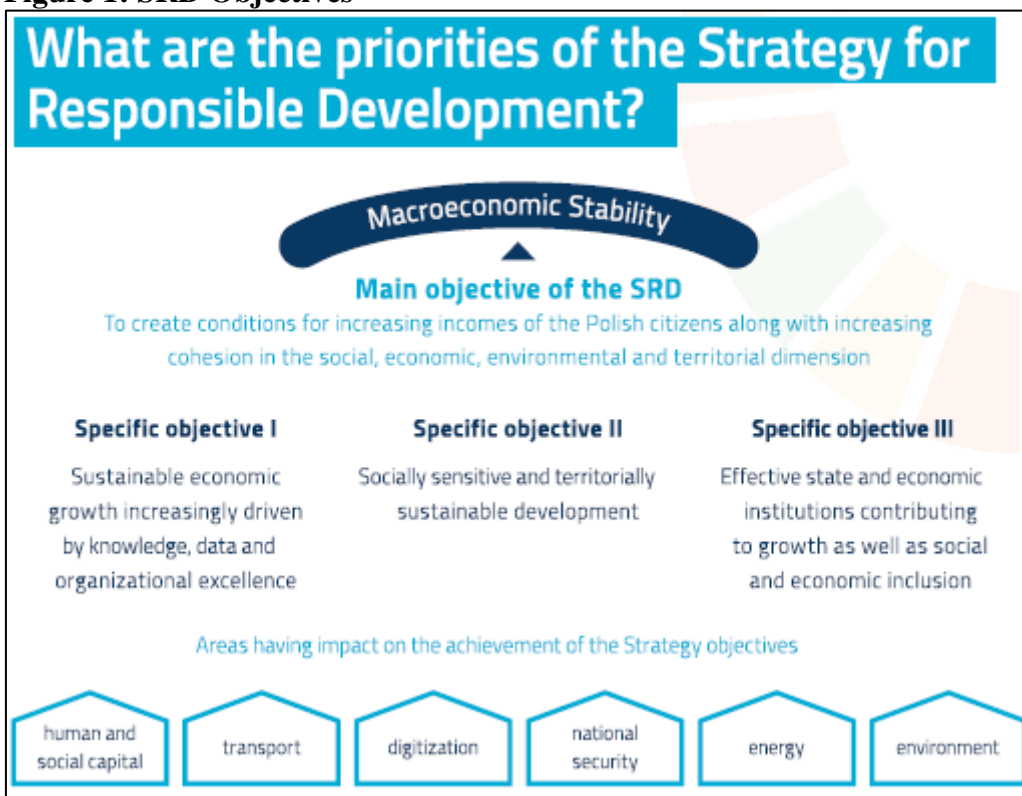 Figure 1: SRD Objectives
What are the priorities of the Strategy for
Responsible Development?
Macroeconomic Stability
Main objective of the SRD
To create conditions for increasing incomes of the Polish citizens along with increasing
cohesion in the social, economic, environmental and territorial dimension
Specific objective I
Sustainable economic
growth increasingly driven
by knowledge, data and
organizational excellence
Specific objective II
Socially sensitive and territorially
sustainable development
Specific objective III
Effective state and economic
institutions contributing
to growth as well as social
and economic inclusion
Areas having impact on the achievement of the Strategy objectives
human and
social capital
transport
digitization
national
security
energy
environment